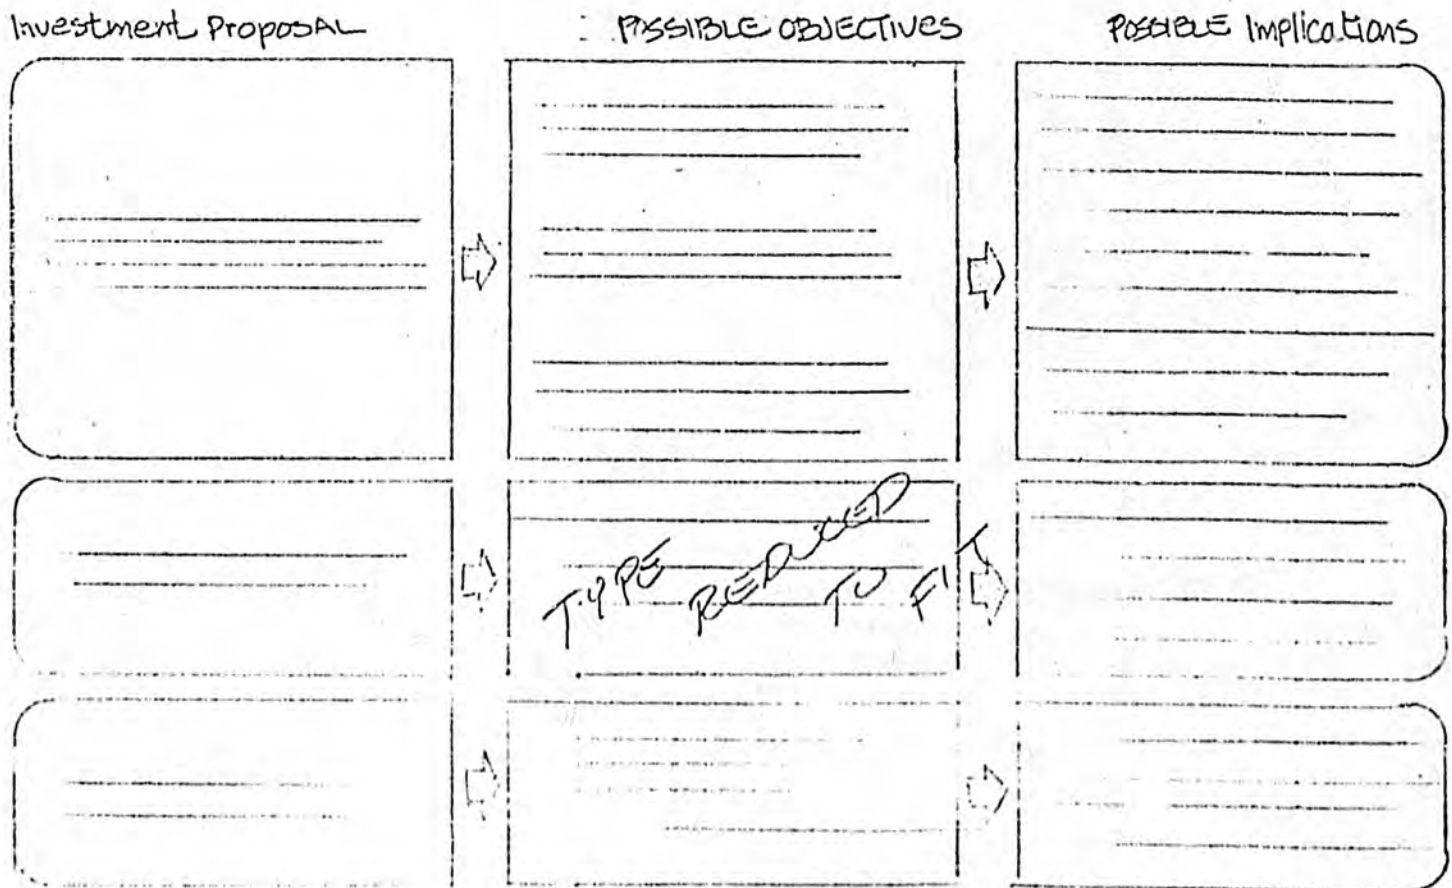 Investment Proposal
POSSIBLE OBJECTIVES
POSSIBLE Implications
TYPE REDUCED TO FIT